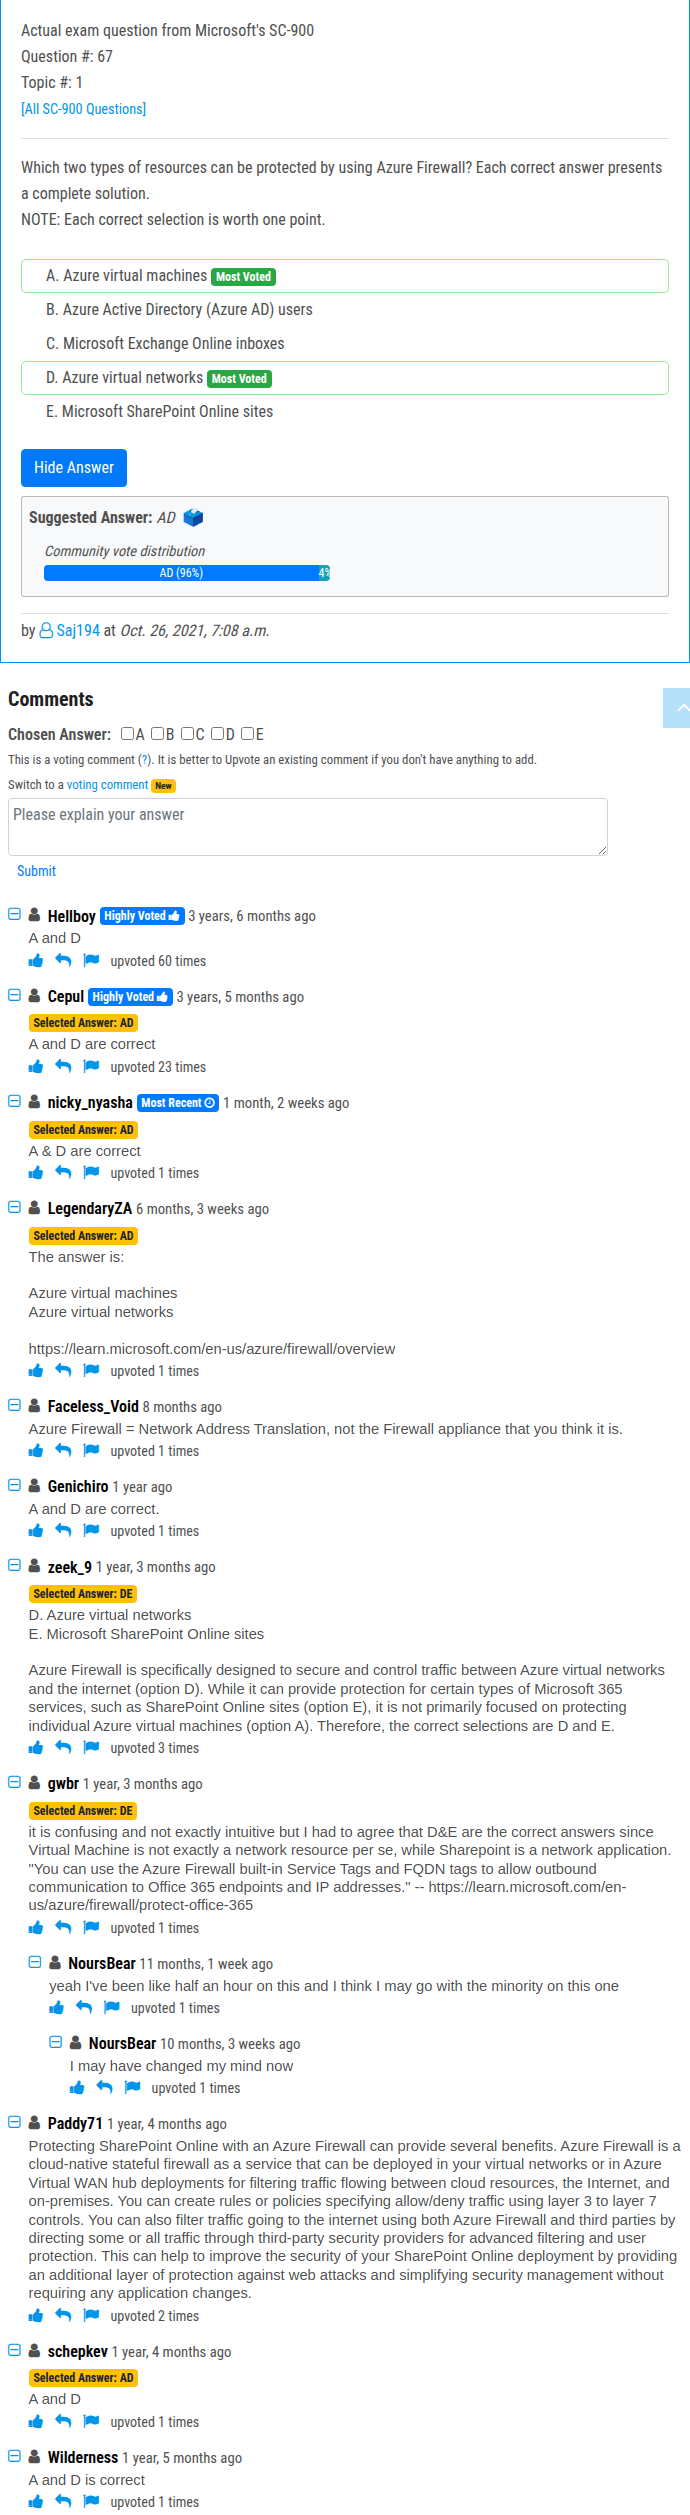 Actual exam question from Microsoft's SC-900
Question #: 67
Topic #: 1
[All SC-900 Questions]
Which two types of resources can be protected by using Azure Firewall? Each correct answer presents
a complete solution.
NOTE: Each correct selection is worth one point.
A. Azure virtual machines Most Voted
B. Azure Active Directory (Azure AD) users
C. Microsoft Exchange Online inboxes
D. Azure virtual networks Most Voted
E. Microsoft SharePoint Online sites
Hide Answer
Suggested Answer: AD
Community vote distribution
AD (96%) 4%
by Saj194 at Oct. 26, 2021, 7:08 a.m.
Comments
Chosen Answer: A B C D E
This is a voting comment (?). It is better to Upvote an existing comment if you don't have anything to add.
Switch to a voting comment New
Please explain your answer
Submit
Hellboy Highly Voted 3 years, 6 months ago
A and D
upvoted 60 times
Cepul Highly Voted 3 years, 5 months ago
Selected Answer: AD
A and D are correct
upvoted 23 times
nicky_nyasha Most Recent 1 month, 2 weeks ago
Selected Answer: AD
A & D are correct
upvoted 1 times
LegendaryZA 6 months, 3 weeks ago
Selected Answer: AD
The answer is:
Azure virtual machines
Azure virtual networks
https://learn.microsoft.com/en-us/azure/firewall/overview
upvoted 1 times
Faceless_Void 8 months ago
Azure Firewall = Network Address Translation, not the Firewall appliance that you think it is.
upvoted 1 times
Genichiro 1 year ago
A and D are correct.
upvoted 1 times
zeek_9 1 year, 3 months ago
Selected Answer: DE
D. Azure virtual networks
E. Microsoft SharePoint Online sites
Azure Firewall is specifically designed to secure and control traffic between Azure virtual networks
and the internet (option D). While it can provide protection for certain types of Microsoft 365
services, such as SharePoint Online sites (option E), it is not primarily focused on protecting
individual Azure virtual machines (option A). Therefore, the correct selections are D and E.
upvoted 3 times
gwbr 1 year, 3 months ago
Selected Answer: DE
it is confusing and not exactly intuitive but I had to agree that D&E are the correct answers since
Virtual Machine is not exactly a network resource per se, while Sharepoint is a network application.
"You can use the Azure Firewall built-in Service Tags and FQDN tags to allow outbound
communication to Office 365 endpoints and IP addresses." -- https://learn.microsoft.com/en-
us/azure/firewall/protect-office-365
upvoted 1 times
NoursBear 11 months, 1 week ago
yeah I've been like half an hour on this and I think I may go with the minority on this one
upvoted 1 times
NoursBear 10 months, 3 weeks ago
I may have changed my mind now
upvoted 1 times
Paddy71 1 year, 4 months ago
Protecting SharePoint Online with an Azure Firewall can provide several benefits. Azure Firewall is a
cloud-native stateful firewall as a service that can be deployed in your virtual networks or in Azure
Virtual WAN hub deployments for filtering traffic flowing between cloud resources, the Internet, and
on-premises. You can create rules or policies specifying allow/deny traffic using layer 3 to layer 7
controls. You can also filter traffic going to the internet using both Azure Firewall and third parties by
directing some or all traffic through third-party security providers for advanced filtering and user
protection. This can help to improve the security of your SharePoint Online deployment by providing
an additional layer of protection against web attacks and simplifying security management without
requiring any application changes.
upvoted 2 times
schepkev 1 year, 4 months ago
Selected Answer: AD
A and D
upvoted 1 times
Wilderness 1 year, 5 months ago
A and D is correct
upvoted 1 times